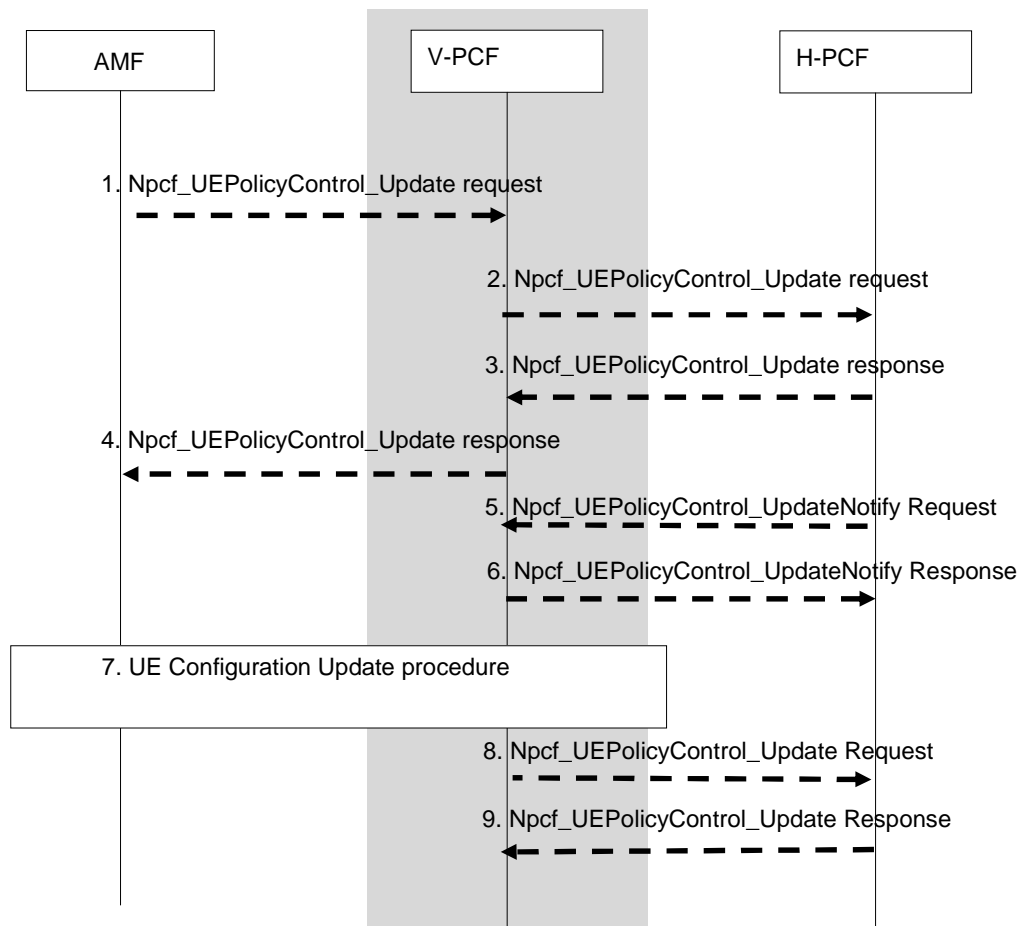 AMF
V-PCF
H-PCF
1. Npcf_UEPolicyControl_Update request
2. Npcf_UEPolicyControl_Update request
3. Npcf_UEPolicyControl_Update response
4. Npcf_UEPolicyControl_Update response
5. Npcf_UEPolicyControl_UpdateNotify Request
6. Npcf_UEPolicyControl_UpdateNotify Response
7. UE Configuration Update procedure
8. Npcf_UEPolicyControl_Update Request
9. Npcf_UEPolicyControl_Update Response